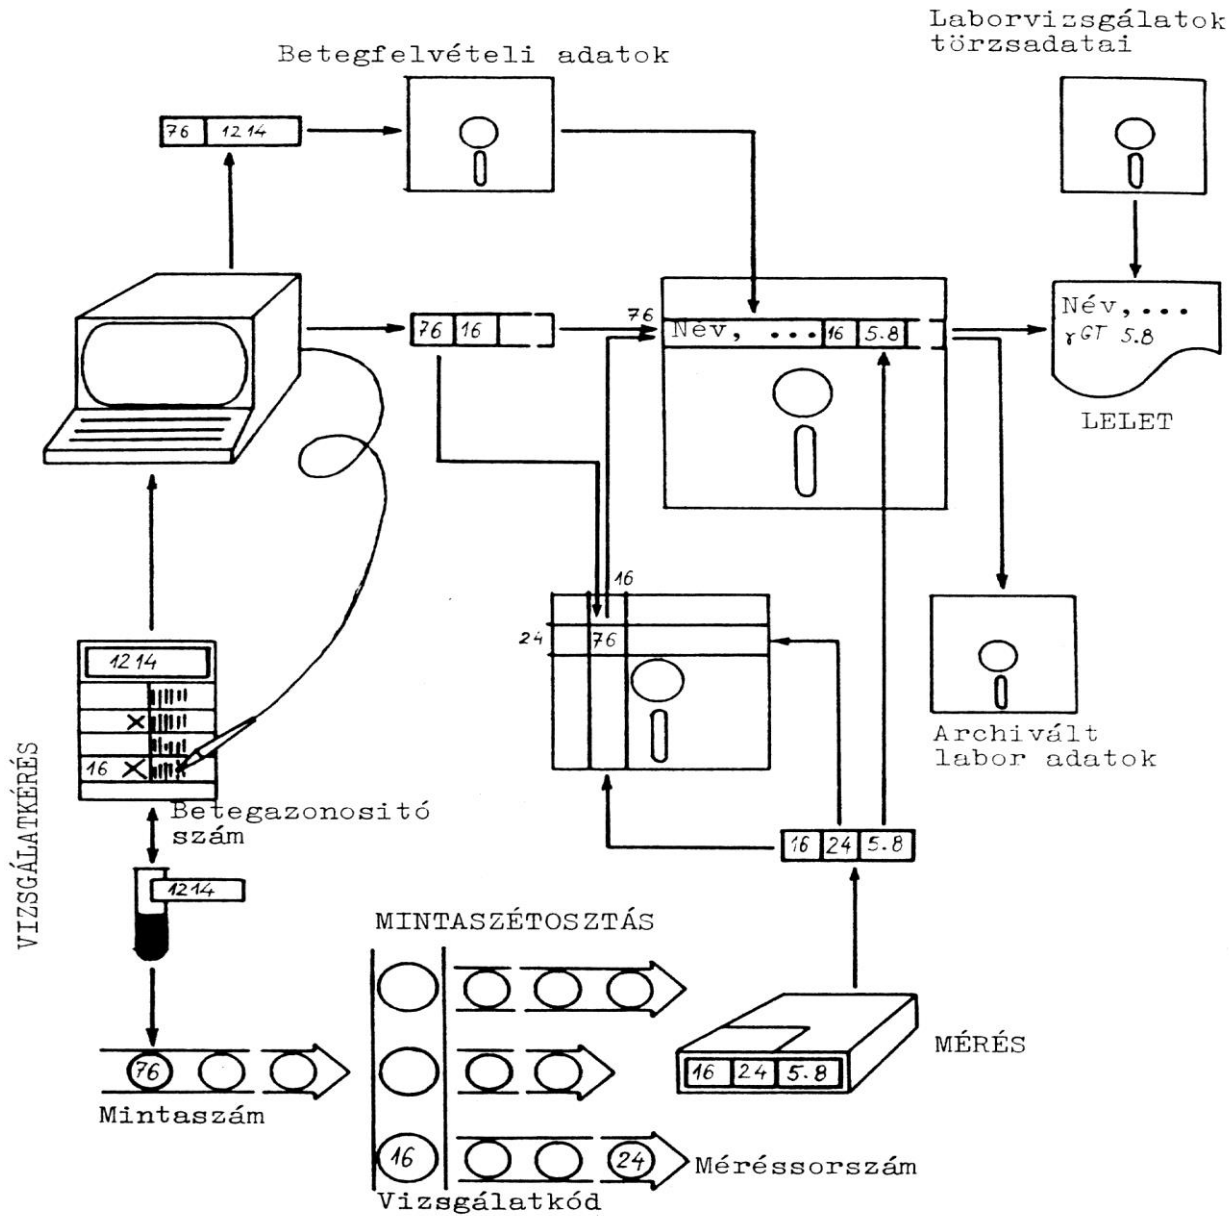 Laborvizsgálatok
törzsadatai
Betegfelvételi adatok
76 1214
76 16
76
Név, ... 16 5.8
Név, ...
γGT 5.8
LELET
16
24
76
1214
16
Betegazonositó
szám
1214
VIZSGÁLATKÉRÉS
Archivált
labor adatok
16 24 5.8
MINTASZÉTOSZTÁS
76
Mintaszám
16 24 5.8
MÉRÉS
16
24
Méréssorszám
Vizsgálatkód